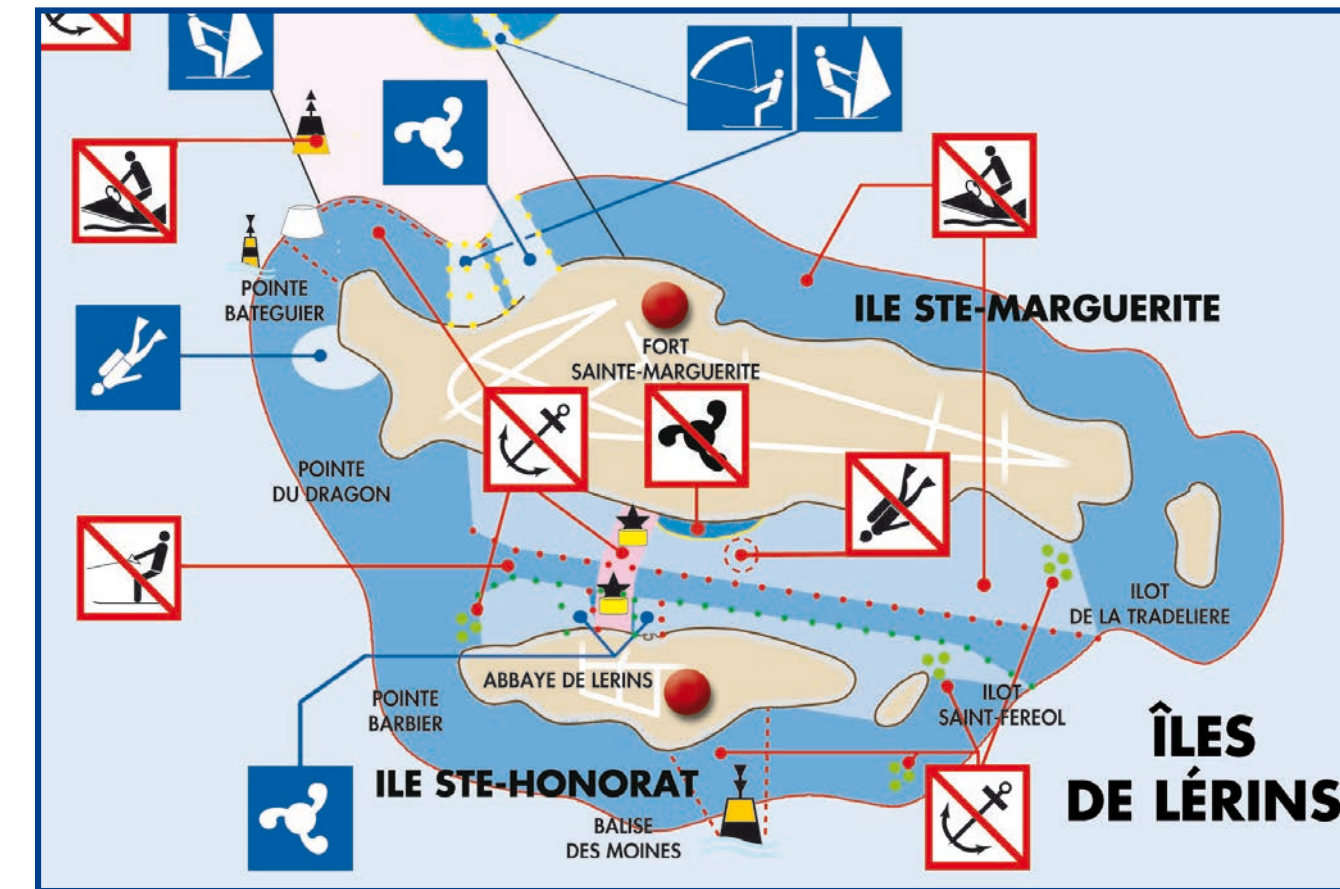 POINTE
BATEGUIER
ILE STE-MARGUERITE
FORT
SAINTE-MARGUERITE
POINTE
DU DRAGON
ILOT
DE LA TRADELIERE
ABBAYE DE LERINS
POINTE
BARBIER
ILOT
SAINT-FEREOL
ÎLES
DE LÉRINS
ILE STE-HONORAT
BALISE
DES MOINES